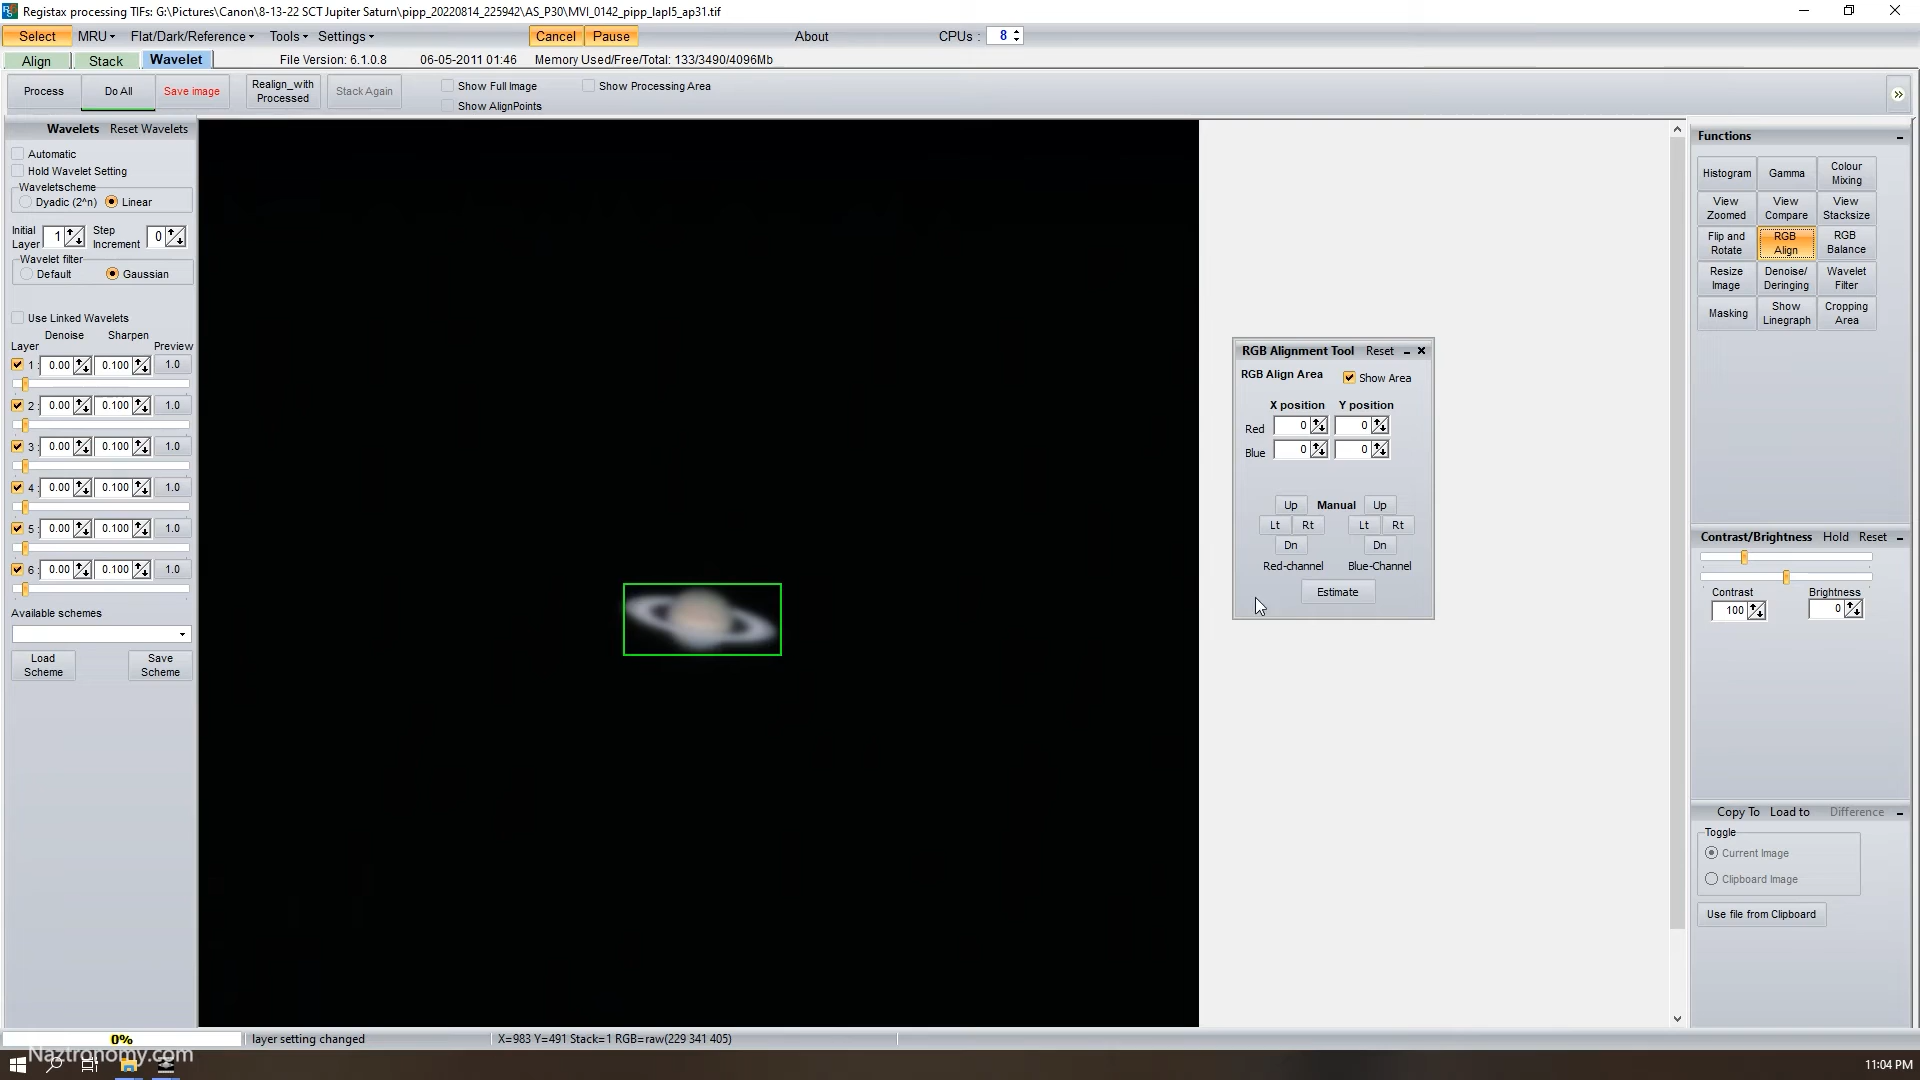 Registax processing TIFs: G:\Pictures\Canon\8-13-22 SCT Jupiter Saturn\pipp_20220814_225942\AS_P30\MVI_0142_pipp_lapl5_ap31.tif
Select MRU Flat/Dark/Reference Tools Settings Cancel Pause About CPUs : 8
Align Stack Wavelet File Version: 6.1.0.8 06-05-2011 01:46 Memory Used/Free/Total: 133/3490/4096Mb
Process Do All Save image Realign_with Processed Stack Again Show Full Image Show Processing Area
Show AlignPoints
Wavelets Reset Wavelets
Automatic
Hold Wavelet Setting
Waveletscheme
Dyadic (2^n) Linear
Initial Layer 1 Step Increment 0
Wavelet filter
Default Gaussian
Use Linked Wavelets
Denoise Sharpen
Layer Preview
1 : 0.00 0.100 1.0
2 : 0.00 0.100 1.0
3 : 0.00 0.100 1.0
4 : 0.00 0.100 1.0
5 : 0.00 0.100 1.0
6 : 0.00 0.100 1.0
Available schemes
Load Scheme Save Scheme
RGB Alignment Tool Reset
RGB Align Area Show Area
X position Y position
Red 0 0
Blue 0 0
Up Manual Up
Lt Rt Lt Rt
Dn Dn
Red-channel Blue-Channel
Estimate
Functions
Histogram Gamma Colour Mixing
View Zoomed View Compare View Stacksize
Flip and Rotate RGB Align RGB Balance
Resize Image Denoise/ Deringing Wavelet Filter
Masking Show Linegraph Cropping Area
Contrast/Brightness Hold Reset
Contrast Brightness
100 0
Copy To Load to Difference
Toggle
Current Image
Clipboard Image
Use file from Clipboard
0% layer setting changed X=983 Y=491 Stack=1 RGB=raw(229 341 405)
Naztronomy.com
11:04 PM